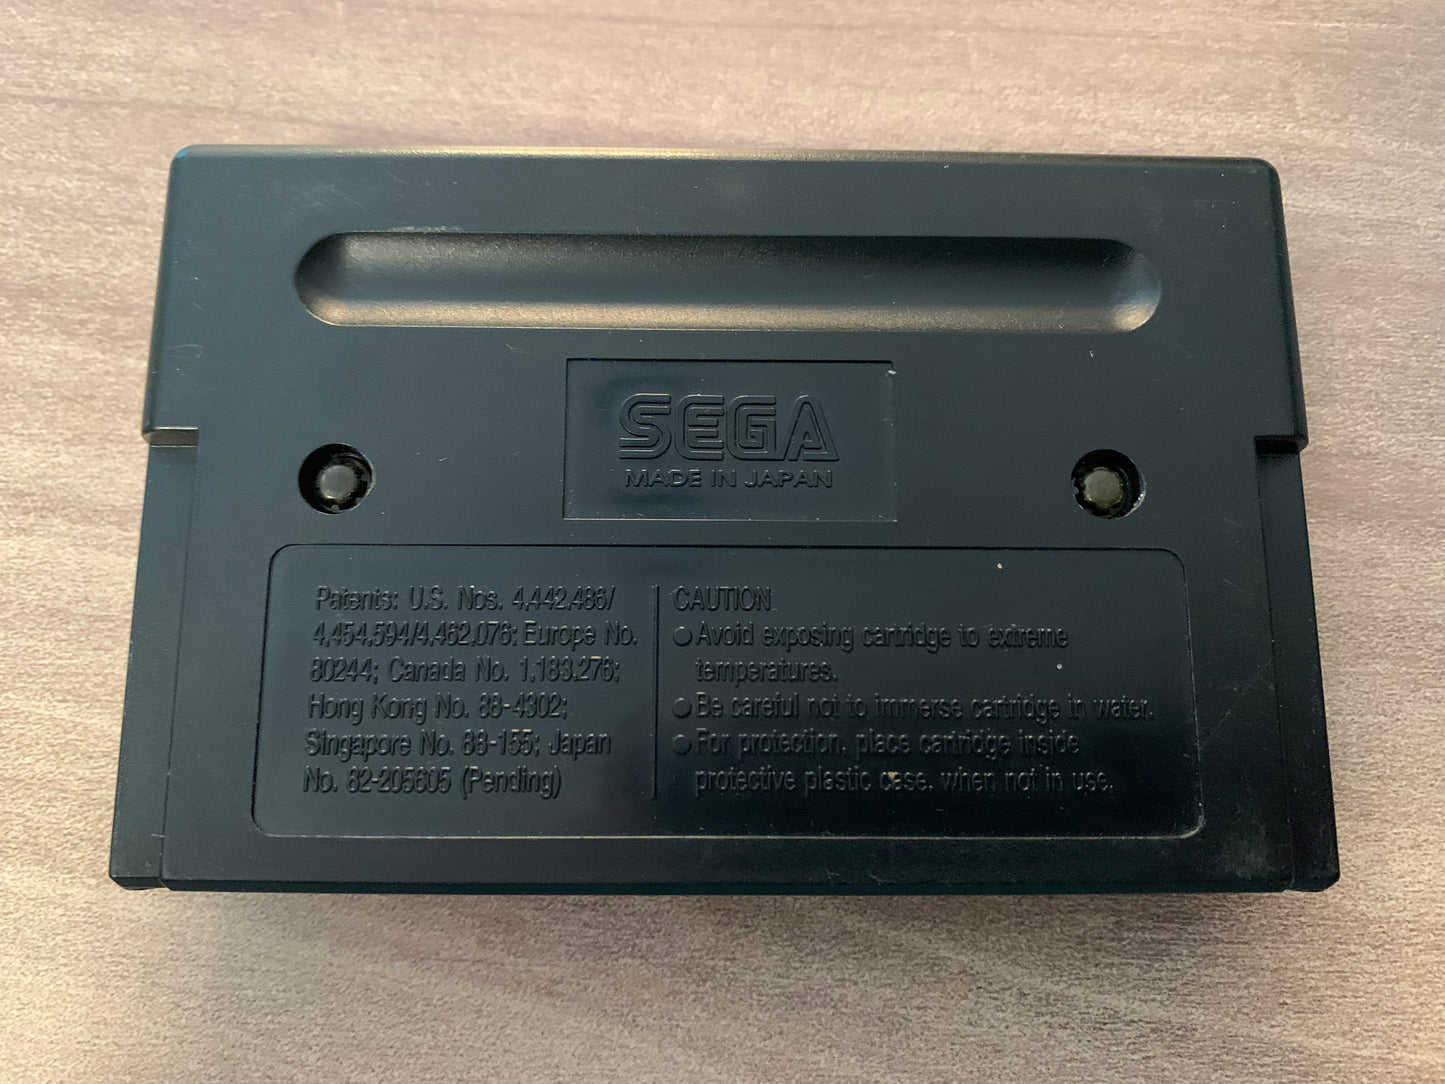 SEGA
MADE IN JAPAN
Patents: U.S. Nos. 4,442,486/
4,454,594/4,462,076; Europe No.
80244; Canada No. 1,183,276;
Hong Kong No. 88-4302;
Singapore No. 88-155; Japan
No. 82-205605 (Pending)
CAUTION
●Avoid exposing cartridge to extreme
temperatures.
●Be careful not to immerse cartridge in water.
●For protection, place cartridge inside
protective plastic case, when not in use.